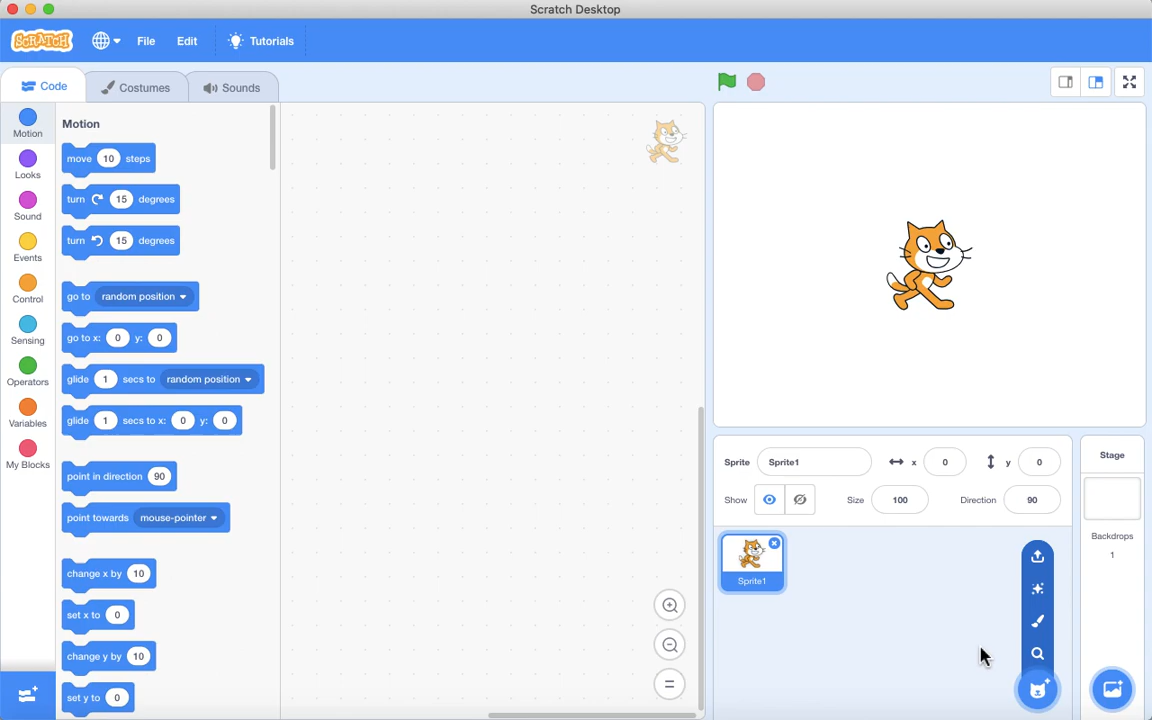 Scratch Desktop
SCRATCH File Edit Tutorials
Code Costumes Sounds
Motion
Looks
Sound
Events
Control
Sensing
Operators
Variables
My Blocks
Motion
move 10 steps
turn 15 degrees
turn 15 degrees
go to random position
go to x: 0 y: 0
glide 1 secs to random position
glide 1 secs to x: 0 y: 0
point in direction 90
point towards mouse-pointer
change x by 10
set x to 0
change y by 10
set y to 0
Sprite Sprite1 x 0 y 0
Show Size 100 Direction 90
Sprite1
Stage
Backdrops
1